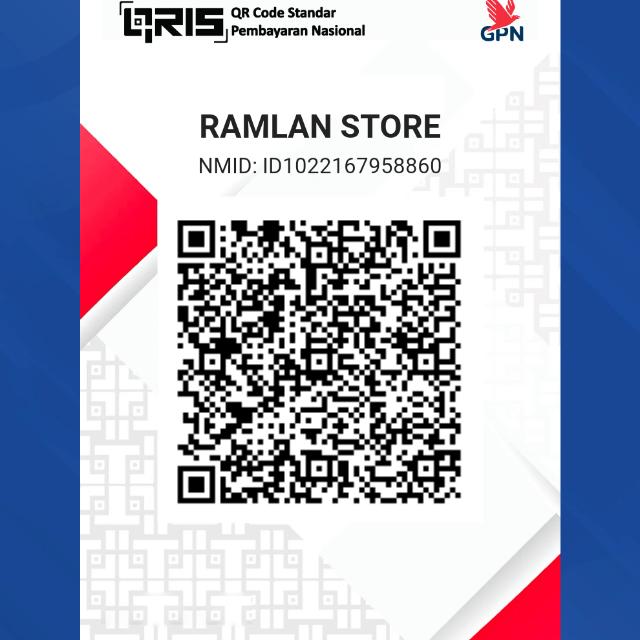 QRIS
QR Code Standar
Pembayaran Nasional
GPN
RAMLAN STORE
NMID: ID1022167958860